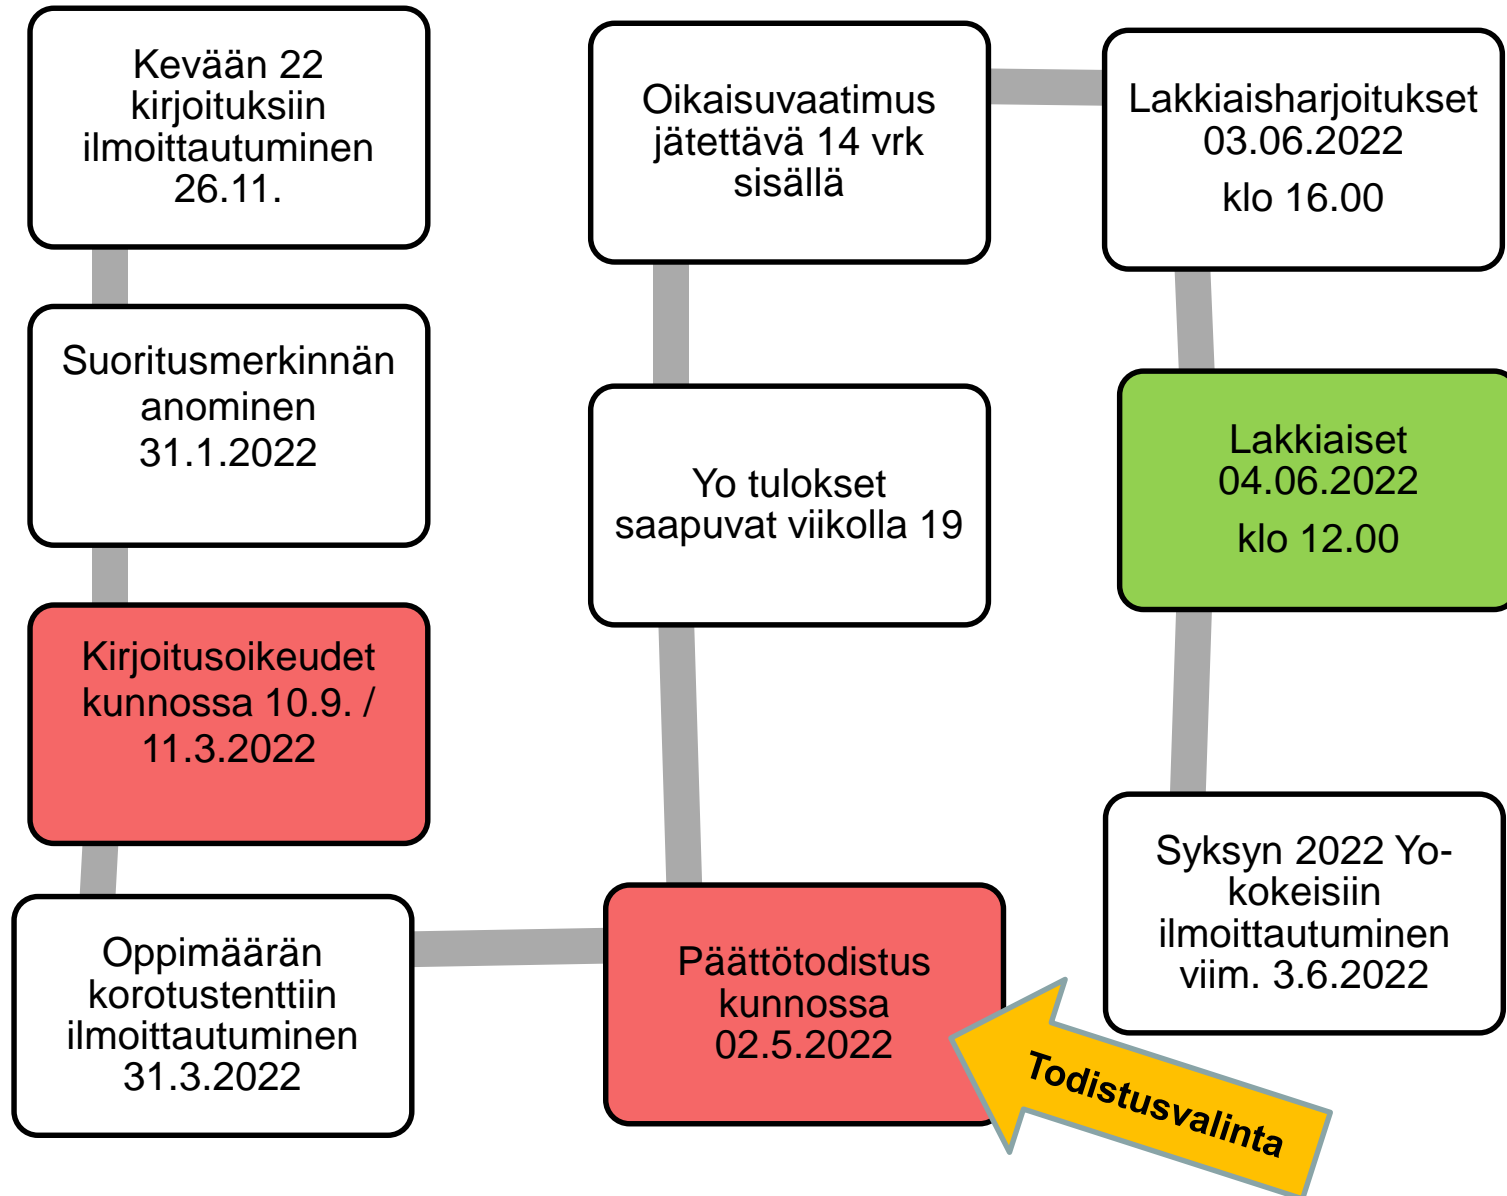 Kevään 22
kirjoituksiin
ilmoittautuminen
26.11.
Suoritusmerkinnän
anominen
31.1.2022
Kirjoitusoikeudet
kunnossa 10.9. /
11.3.2022
Oppimäärän
korotustenttiin
ilmoittautuminen
31.3.2022
Päättötodistus
kunnossa
02.5.2022
Todistusvalinta
Yo tulokset
saapuvat viikolla 19
Oikaisuvaatimus
jätettävä 14 vrk
sisällä
Lakkiaisharjoitukset
03.06.2022
klo 16.00
Lakkiaiset
04.06.2022
klo 12.00
Syksyn 2022 Yo-
kokeisiin
ilmoittautuminen
viim. 3.6.2022